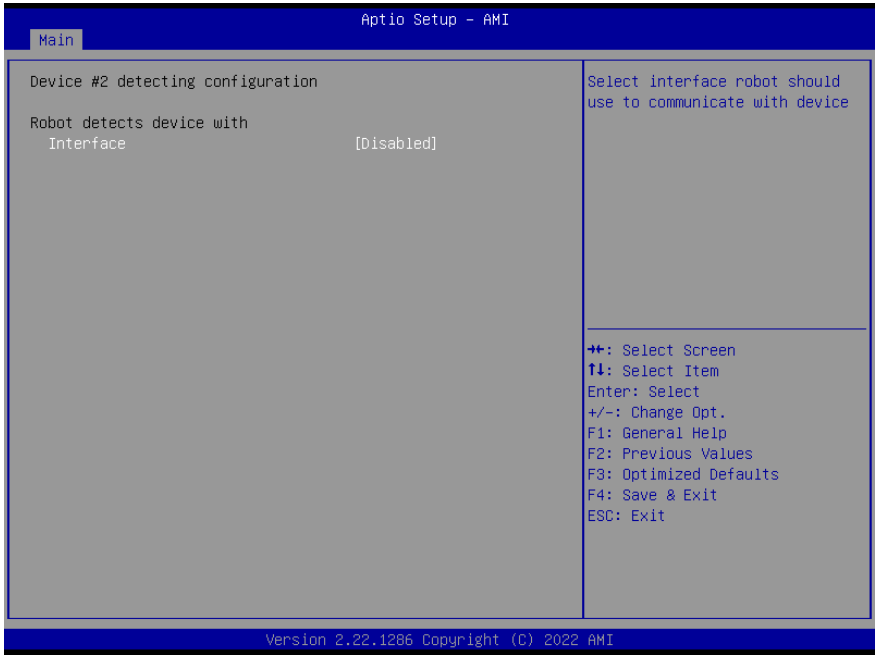 Aptio Setup – AMI
Main
Device #2 detecting configuration
Robot detects device with
Interface [Disabled]
Select interface robot should
use to communicate with device
→←: Select Screen
↑↓: Select Item
Enter: Select
+/-: Change Opt.
F1: General Help
F2: Previous Values
F3: Optimized Defaults
F4: Save & Exit
ESC: Exit
Version 2.22.1286 Copyright (C) 2022 AMI